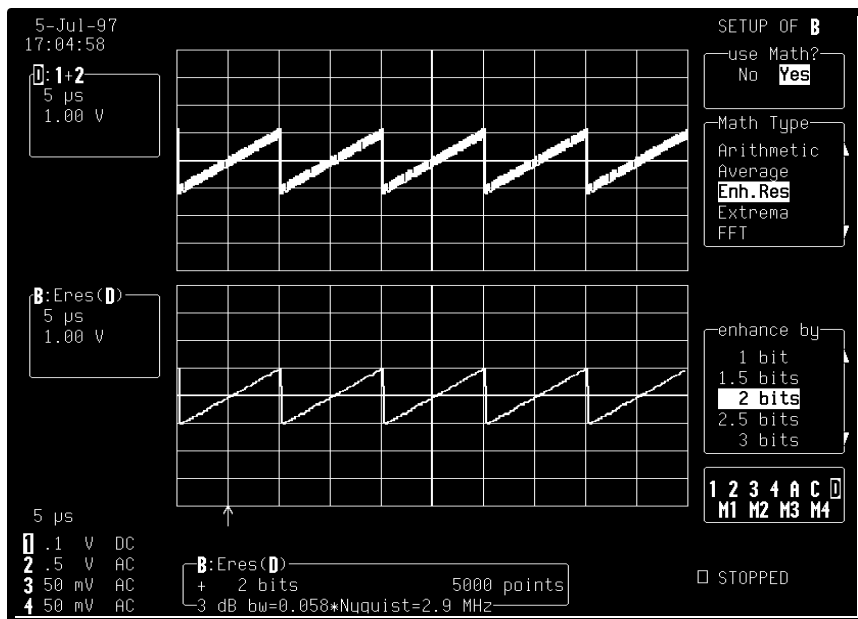 5-Jul-97
17:04:58
D: 1+2
5 µs
1.00 V
B:Eres(D)
5 µs
1.00 V
5 µs
1 .1 V DC
2 .5 V AC
3 50 mV AC
4 50 mV AC
B:Eres(D)
+ 2 bits 5000 points
3 dB bw=0.058*Nyquist=2.9 MHz
SETUP OF B
use Math?
No Yes
Math Type
Arithmetic
Average
Enh.Res
Extrema
FFT
enhance by
1 bit
1.5 bits
2 bits
2.5 bits
3 bits
1 2 3 4 A C D
M1 M2 M3 M4
STOPPED